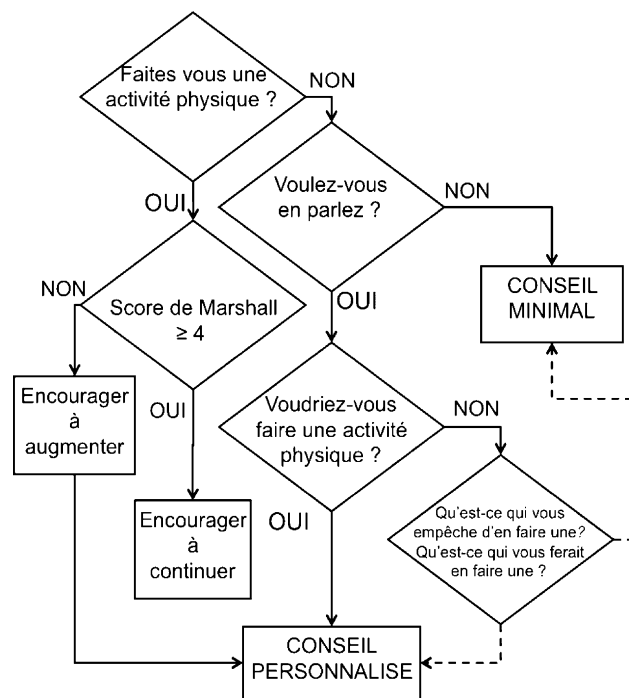 Faites vous une
activité physique ?
NON
OUI
Voulez-vous
en parlez ?
NON
CONSEIL
MINIMAL
NON
Score de Marshall
≥ 4
OUI
Encourager
à
augmenter
OUI
Voudriez-vous
faire une activité
physique ?
NON
Encourager
à
continuer
OUI
Qu'est-ce qui vous
empêche d'en faire une?
Qu'est-ce qui vous ferait
en faire une ?
CONSEIL
PERSONNALISE